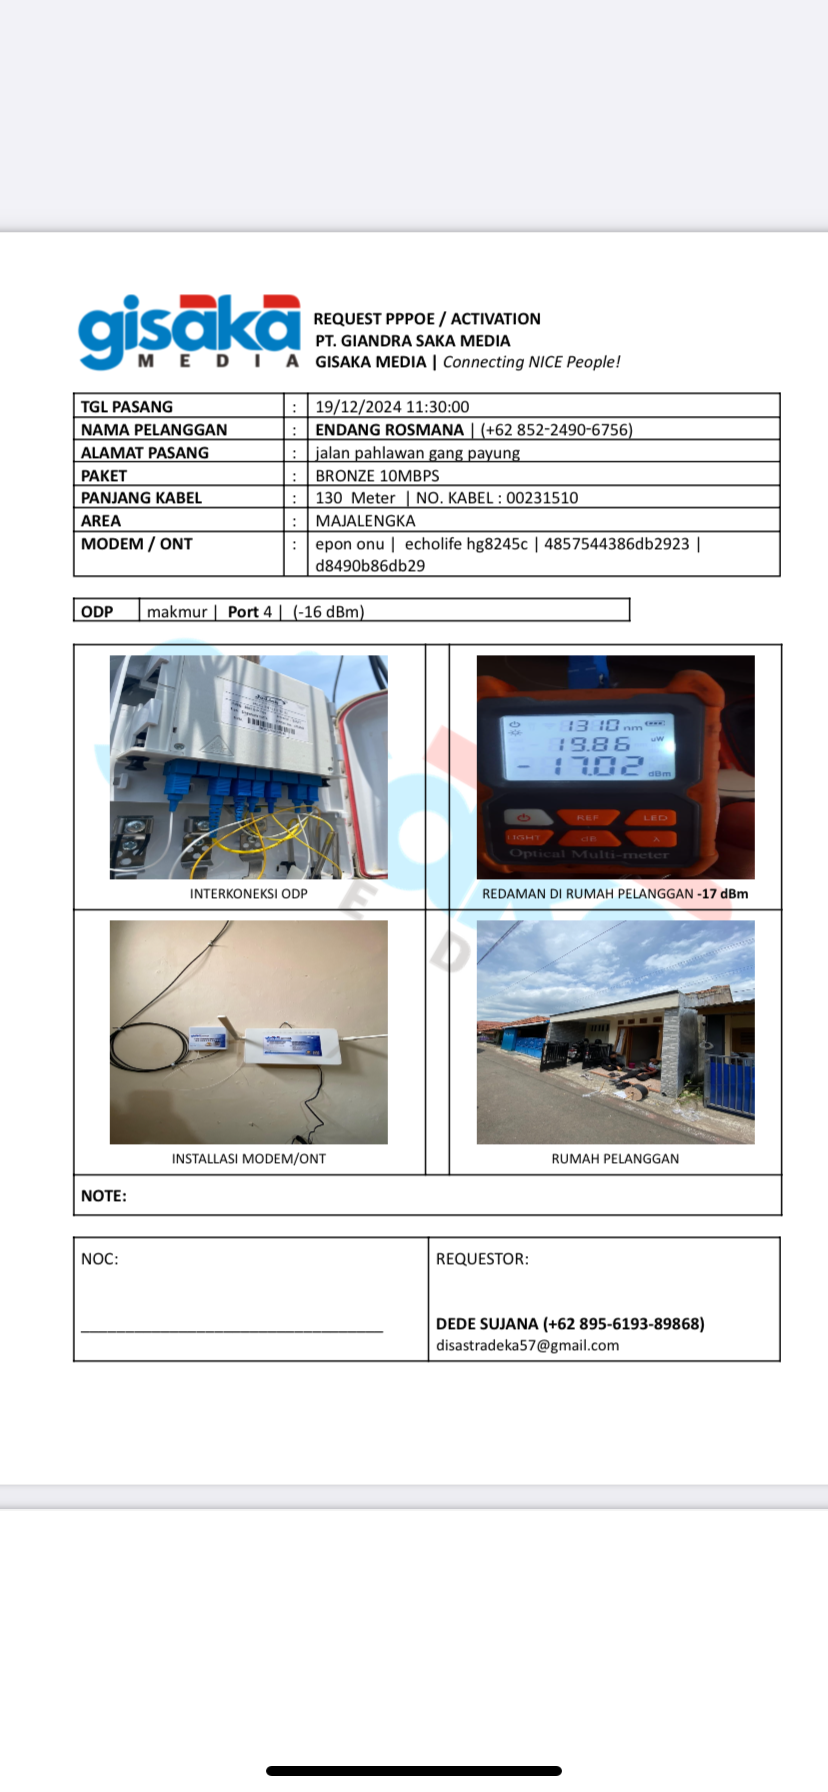 gisaka
MEDIA
REQUEST PPPOE / ACTIVATION
PT. GIANDRA SAKA MEDIA
GISAKA MEDIA | Connecting NICE People!
TGL PASANG : 19/12/2024 11:30:00
NAMA PELANGGAN : ENDANG ROSMANA | (+62 852-2490-6756)
ALAMAT PASANG : jalan pahlawan gang payung
PAKET : BRONZE 10MBPS
PANJANG KABEL : 130 Meter | NO. KABEL : 00231510
AREA : MAJALENGKA
MODEM / ONT : epon onu | echolife hg8245c | 4857544386db2923 |
d8490b86db29
ODP makmur | Port 4 | (-16 dBm)
1310 nm
19.86 uW
-17.02 dBm
REF LED
LIGHT dB
Optical Multi-meter
INTERKONEKSI ODP
REDAMAN DI RUMAH PELANGGAN -17 dBm
E
D
INSTALLASI MODEM/ONT
RUMAH PELANGGAN
NOTE:
NOC:
REQUESTOR:
DEDE SUJANA (+62 895-6193-89868)
disastradeka57@gmail.com